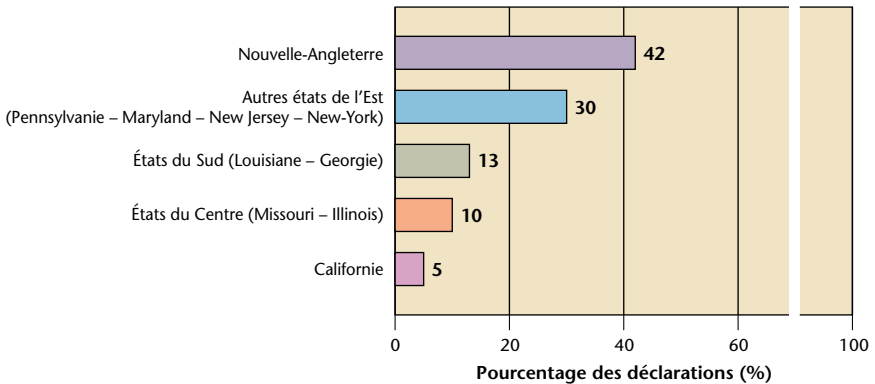 Nouvelle-Angleterre
42
Autres états de l'Est
(Pennsylvanie – Maryland – New Jersey – New-York)
30
États du Sud (Louisiane – Georgie)
13
États du Centre (Missouri – Illinois)
10
Californie
5
0 20 40 60 100
Pourcentage des déclarations (%)